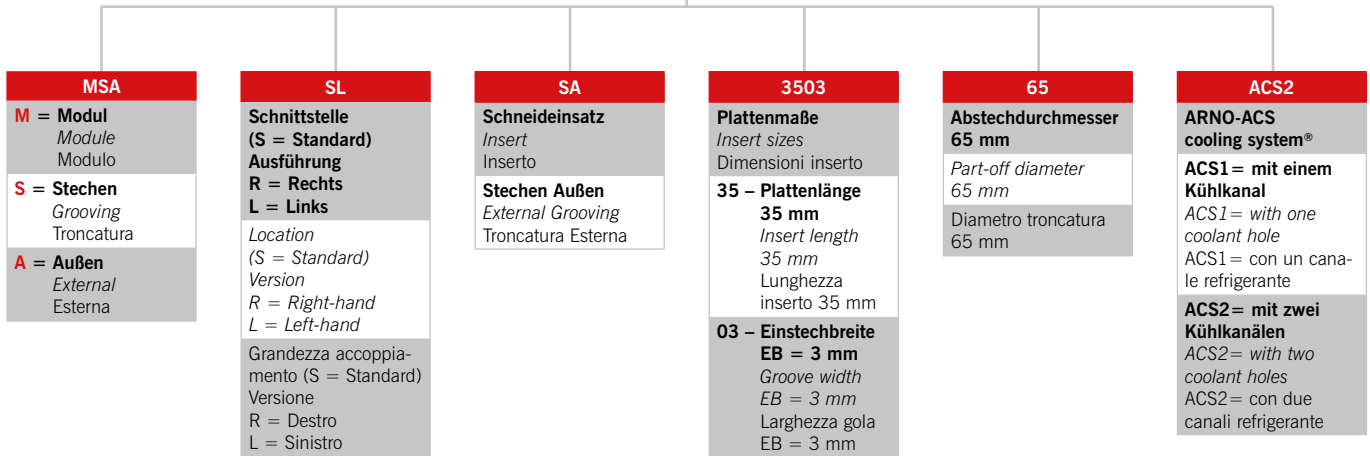 MSA
M = Modul
Module
Modulo
S = Stechen
Grooving
Troncatura
A = Außen
External
Esterna
SL
Schnittstelle
(S = Standard)
Ausführung
R = Rechts
L = Links
Location
(S = Standard)
Version
R = Right-hand
L = Left-hand
Grandezza accoppia-
mento (S = Standard)
Versione
R = Destro
L = Sinistro
SA
Schneideinsatz
Insert
Inserto
Stechen Außen
External Grooving
Troncatura Esterna
3503
Plattenmaße
Insert sizes
Dimensioni inserto
35 – Plattenlänge
35 mm
Insert length
35 mm
Lunghezza
inserto 35 mm
03 – Einstechbreite
EB = 3 mm
Groove width
EB = 3 mm
Larghezza gola
EB = 3 mm
65
Abstechdurchmesser
65 mm
Part-off diameter
65 mm
Diametro troncatura
65 mm
ACS2
ARNO-ACS
cooling system®
ACS1= mit einem
Kühlkanal
ACS1= with one
coolant hole
ACS1= con un cana-
le refrigerante
ACS2= mit zwei
Kühlkanälen
ACS2= with two
coolant holes
ACS2= con due
canali refrigerante